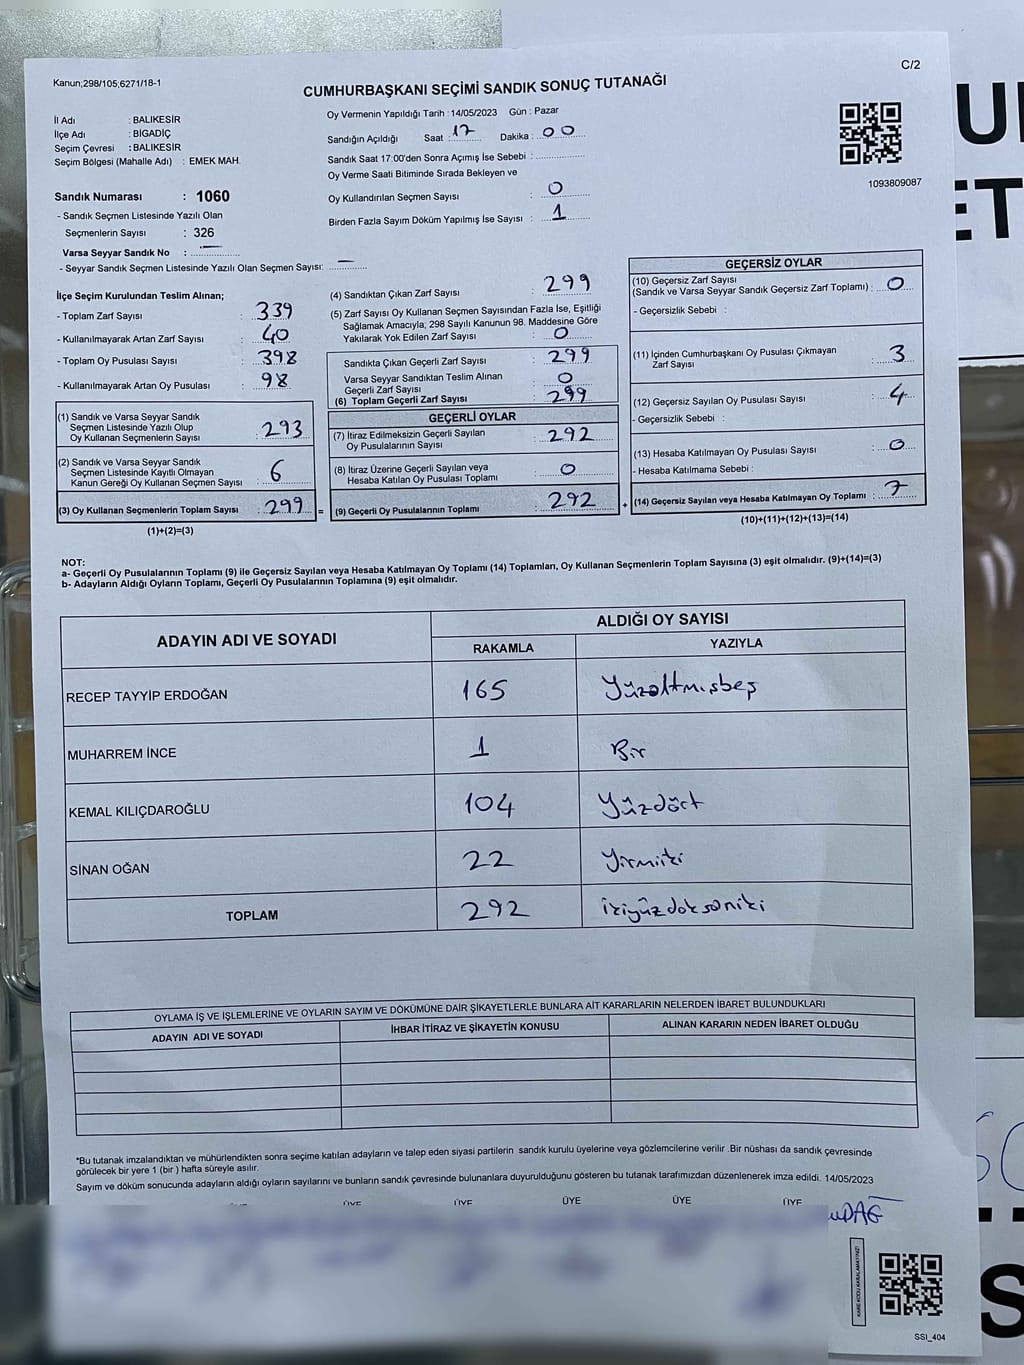 Kanun;298/105;6271/18-1
C/2
CUMHURBAŞKANI SEÇİMİ SANDIK SONUÇ TUTANAĞI
İl Adı : BALIKESİR
İlçe Adı : BİGADİÇ
Seçim Çevresi : BALIKESİR
Seçim Bölgesi (Mahalle Adı) : EMEK MAH.
Sandık Numarası : 1060
- Sandık Seçmen Listesinde Yazılı Olan
Seçmenlerin Sayısı : 326
Varsa Seyyar Sandık No : —
- Seyyar Sandık Seçmen Listesinde Yazılı Olan Seçmen Sayısı: —
Oy Vermenin Yapıldığı Tarih : 14/05/2023 Gün : Pazar
Sandığın Açıldığı Saat 17 Dakika : 00
Sandık Saat 17:00'den Sonra Açımış İse Sebebi :
Oy Verme Saati Bitiminde Sırada Bekleyen ve
Oy Kullandırılan Seçmen Sayısı : 0
Birden Fazla Sayım Döküm Yapılmış İse Sayısı : 1
1093809087
İlçe Seçim Kurulundan Teslim Alınan;
- Toplam Zarf Sayısı : 339
- Kullanılmayarak Artan Zarf Sayısı : 40
- Toplam Oy Pusulası Sayısı : 398
- Kullanılmayarak Artan Oy Pusulası : 98
(1) Sandık ve Varsa Seyyar Sandık
Seçmen Listesinde Yazılı Olup
Oy Kullanan Seçmenlerin Sayısı : 293
(2) Sandık ve Varsa Seyyar Sandık
Seçmen Listesinde Kayıtlı Olmayan
Kanun Gereği Oy Kullanan Seçmen Sayısı : 6
(3) Oy Kullanan Seçmenlerin Toplam Sayısı : 299 =
(1)+(2)=(3)
(4) Sandıktan Çıkan Zarf Sayısı : 299
(5) Zarf Sayısı Oy Kullanan Seçmen Sayısından Fazla İse, Eşitliği
Sağlamak Amacıyla; 298 Sayılı Kanunun 98. Maddesine Göre
Yakılarak Yok Edilen Zarf Sayısı : 0
Sandıkta Çıkan Geçerli Zarf Sayısı : 299
Varsa Seyyar Sandıktan Teslim Alınan
Geçerli Zarf Sayısı : 0
(6) Toplam Geçerli Zarf Sayısı : 299
GEÇERLİ OYLAR
(7) İtiraz Edilmeksizin Geçerli Sayılan
Oy Pusulalarının Sayısı : 292
(8) İtiraz Üzerine Geçerli Sayılan veya
Hesaba Katılan Oy Pusulası Toplamı : 0
(9) Geçerli Oy Pusulalarının Toplamı : 292 +
GEÇERSİZ OYLAR
(10) Geçersiz Zarf Sayısı
(Sandık ve Varsa Seyyar Sandık Geçersiz Zarf Toplamı) : 0
- Geçersizlik Sebebi :
(11) İçinden Cumhurbaşkanı Oy Pusulası Çıkmayan
Zarf Sayısı : 3
(12) Geçersiz Sayılan Oy Pusulası Sayısı : 4
- Geçersizlik Sebebi :
(13) Hesaba Katılmayan Oy Pusulası Sayısı : 0
- Hesaba Katılmama Sebebi :
(14) Geçersiz Sayılan veya Hesaba Katılmayan Oy Toplamı : 7
(10)+(11)+(12)+(13)=(14)
NOT:
a- Geçerli Oy Pusulalarının Toplamı (9) ile Geçersiz Sayılan veya Hesaba Katılmayan Oy Toplamı (14) Toplamları, Oy Kullanan Seçmenlerin Toplam Sayısına (3) eşit olmalıdır. (9)+(14)=(3)
b- Adayların Aldığı Oyların Toplamı, Geçerli Oy Pusulalarının Toplamına (9) eşit olmalıdır.
ADAYIN ADI VE SOYADI
ALDIĞI OY SAYISI
RAKAMLA YAZIYLA
RECEP TAYYİP ERDOĞAN 165 Yüzaltmışbeş
MUHARREM İNCE 1 Bir
KEMAL KILIÇDAROĞLU 104 Yüzdört
SİNAN OĞAN 22 Yirmiiki
TOPLAM 292 ikiyüzdoksaniki
OYLAMA İŞ VE İŞLEMLERİNE VE OYLARIN SAYIM VE DÖKÜMÜNE DAİR ŞİKAYETLERLE BUNLARA AİT KARARLARIN NELERDEN İBARET BULUNDUKLARI
ADAYIN ADI VE SOYADI İHBAR İTİRAZ VE ŞİKAYETİN KONUSU ALINAN KARARIN NEDEN İBARET OLDUĞU
*Bu tutanak imzalandıktan ve mühürlendikten sonra seçime katılan adayların ve talep eden siyasi partilerin sandık kurulu üyelerine veya gözlemcilerine verilir .Bir nüshası da sandık çevresinde
görülecek bir yere 1 (bir ) hafta süreyle asılır.
Sayım ve döküm sonucunda adayların aldığı oyların sayılarını ve bunların sandık çevresinde bulunanlara duyurulduğunu gösteren bu tutanak tarafımızdan düzenlenerek imza edildi. 14/05/2023
ÜYE ÜYE ÜYE ÜYE ÜYE
SSI_404